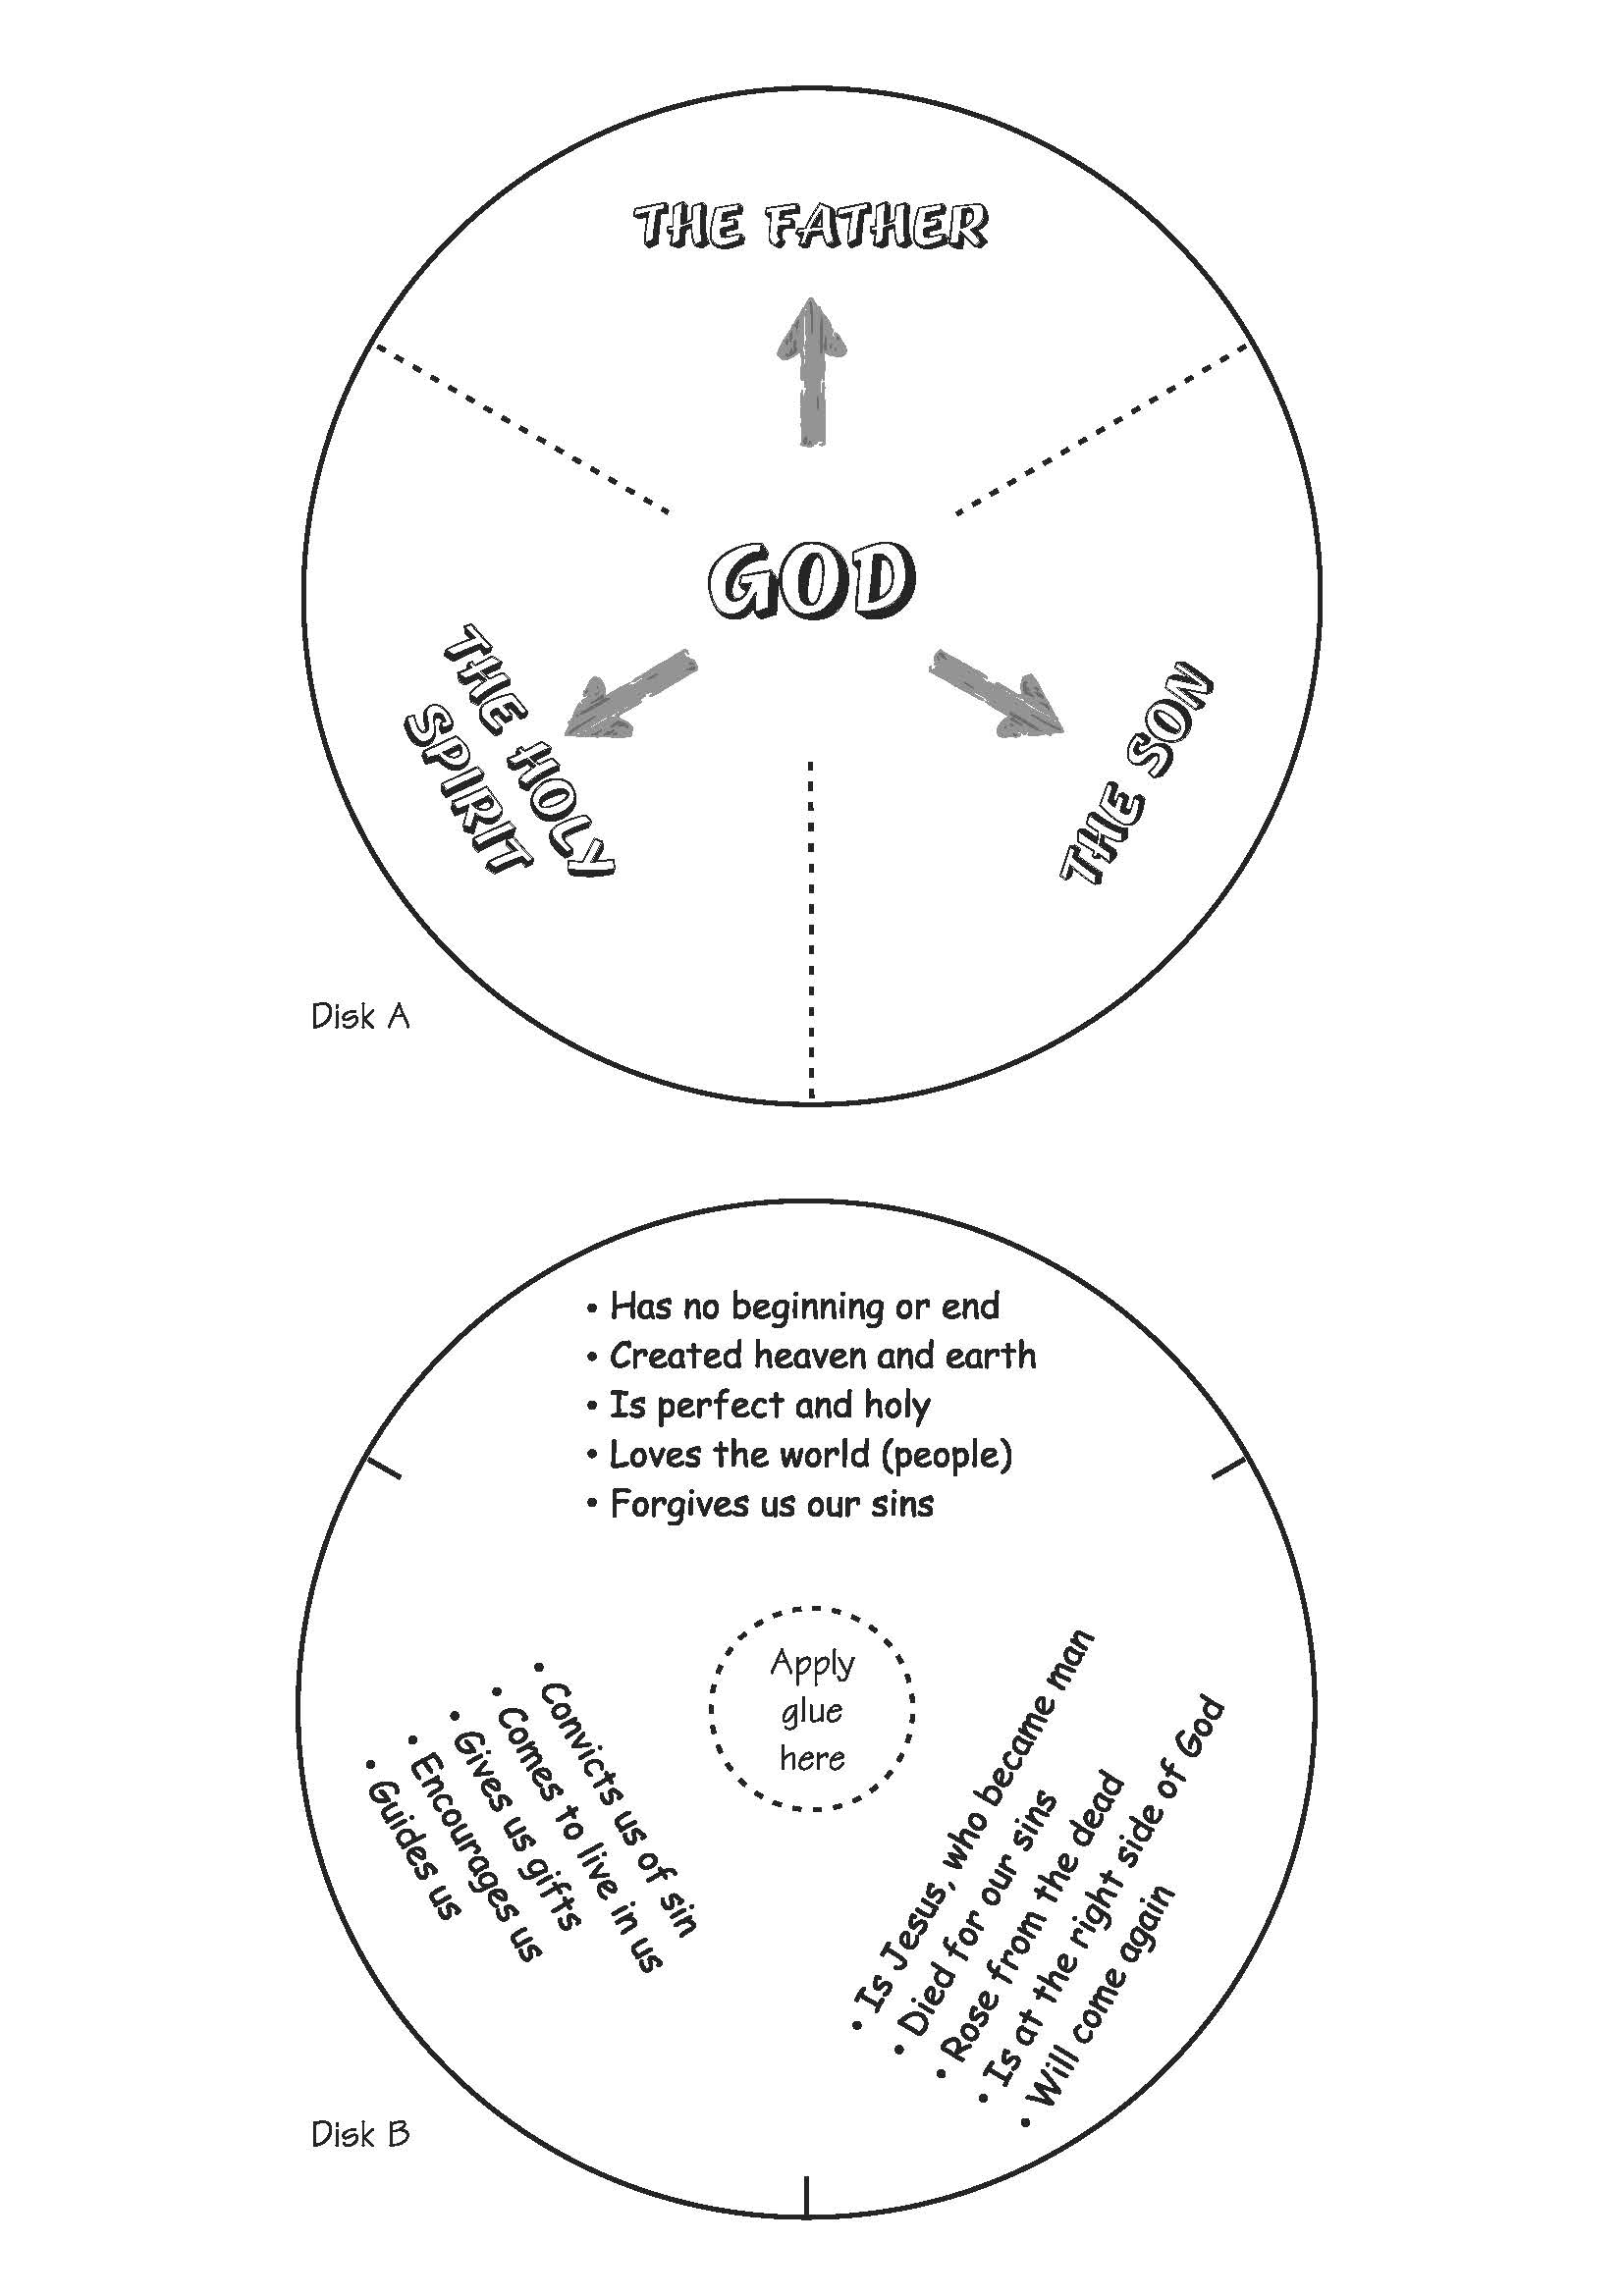 THE FATHER
GOD
THE HOLY
SPIRIT
THE SON
Disk A
• Has no beginning or end
• Created heaven and earth
• Is perfect and holy
• Loves the world (people)
• Forgives us our sins
Apply
glue
here
• Convicts us of sin
• Comes to live in us
• Gives us gifts
• Encourages us
• Guides us
• Is Jesus, who became man
• Died for our sins
• Rose from the dead
• Is at the right side of God
• Will come again
Disk B